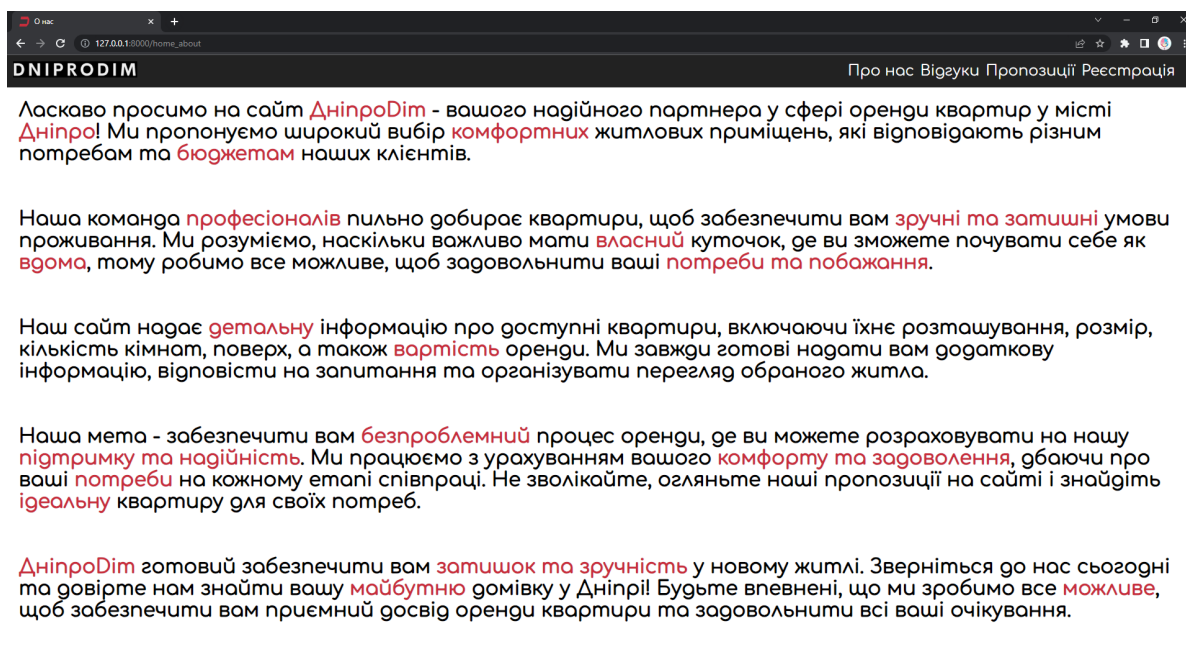 О нас
127.0.0.1:8000/home_about
DNIPRODIM
Про нас Відгуки Пропозиції Реєстрація
Ласкаво просимо на сайт ДніпроDim - вашого надійного партнера у сфері оренди квартир у місті
Дніпро! Ми пропонуємо широкий вибір комфортних житлових приміщень, які відповідають різним
потребам та бюджетам наших клієнтів.
Наша команда професіоналів пильно добирає квартири, щоб забезпечити вам зручні та затишні умови
проживання. Ми розуміємо, наскільки важливо мати власний куточок, де ви зможете почувати себе як
вдома, тому робимо все можливе, щоб задовольнити ваші потреби та побажання.
Наш сайт надає детальну інформацію про доступні квартири, включаючи їхнє розташування, розмір,
кількість кімнат, поверх, а також вартість оренди. Ми завжди готові надати вам додаткову
інформацію, відповісти на запитання та організувати перегляд обраного житла.
Наша мета - забезпечити вам безпроблемний процес оренди, де ви можете розраховувати на нашу
підтримку та надійність. Ми працюємо з урахуванням вашого комфорту та задоволення, дбаючи про
ваші потреби на кожному етапі співпраці. Не зволікайте, огляньте наші пропозиції на сайті і знайдіть
ідеальну квартиру для своїх потреб.
ДніпроDim готовий забезпечити вам затишок та зручність у новому житлі. Зверніться до нас сьогодні
та довірте нам знайти вашу майбутню домівку у Дніпрі! Будьте впевнені, що ми зробимо все можливе,
щоб забезпечити вам приємний досвід оренди квартири та задовольнити всі ваші очікування.